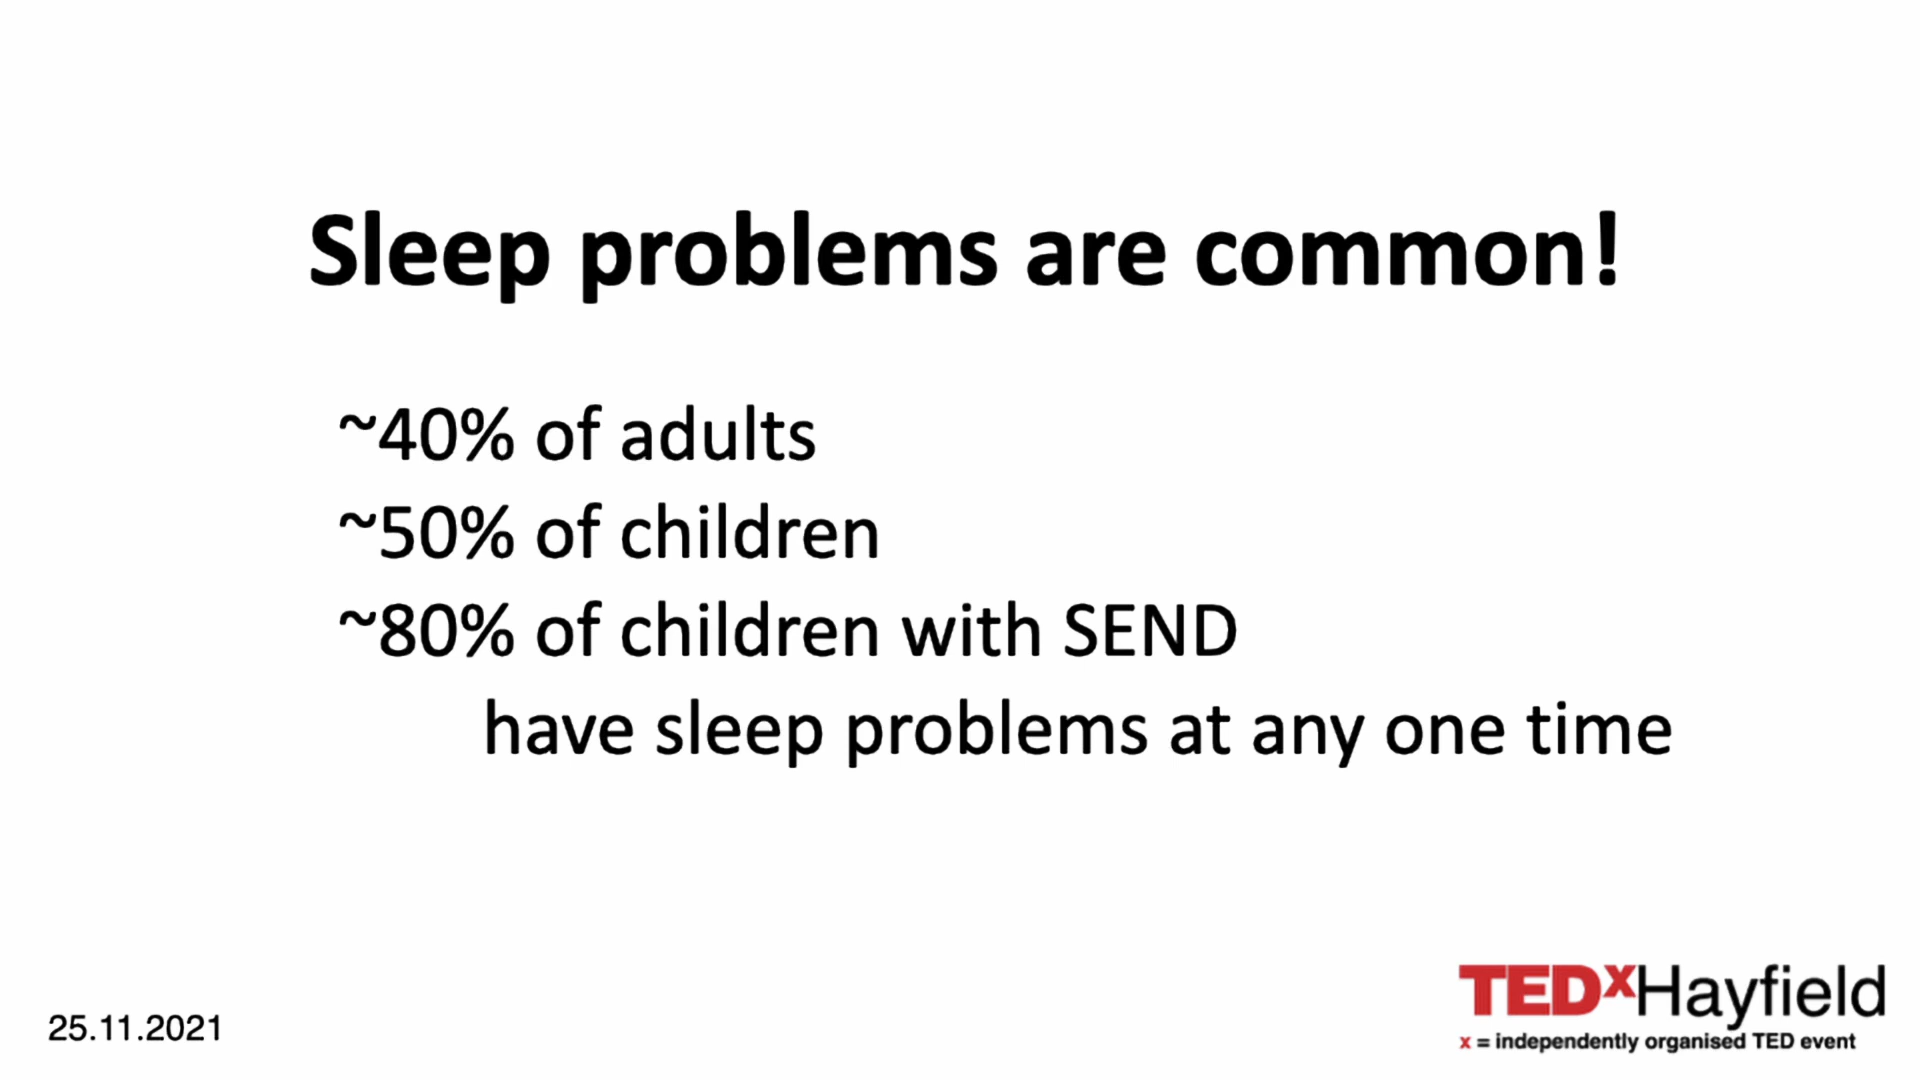 Sleep problems are common!
~40% of adults
~50% of children
~80% of children with SEND
have sleep problems at any one time
25.11.2021
TEDxHayfield
x = independently organised TED event